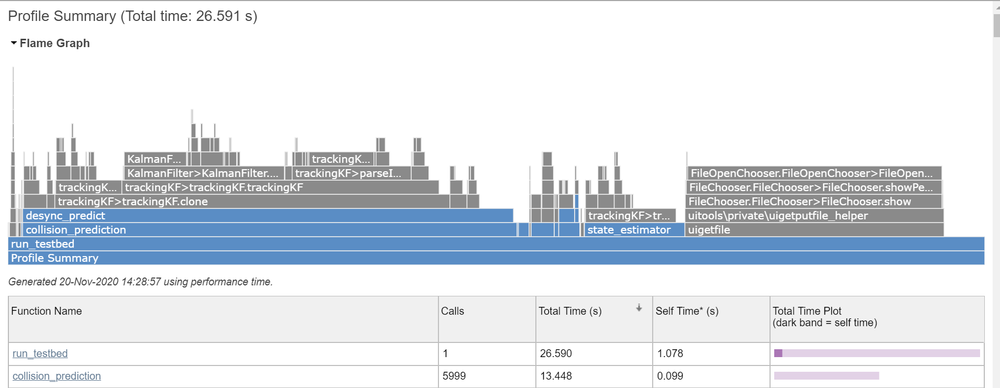 Profile Summary (Total time: 26.591 s)
Flame Graph
KalmanF... trackingK...
KalmanFilter>KalmanFilter.... trackingKF>parseI... FileOpenChooser.FileOpenChooser>FileOpen...
trackingK... trackingKF>trackingKF.trackingKF FileChooser.FileChooser>FileChooser.showPe...
trackingKF>trackingKF.clone FileChooser.FileChooser>FileChooser.show
desync_predict trackingKF>tr... uitools\private\uigetputfile_helper
collision_prediction state_estimator uigetfile
run_testbed
Profile Summary
Generated 20-Nov-2020 14:28:57 using performance time.
Function Name Calls Total Time (s) Self Time* (s) Total Time Plot
(dark band = self time)
run_testbed 1 26.590 1.078
collision_prediction 5999 13.448 0.099